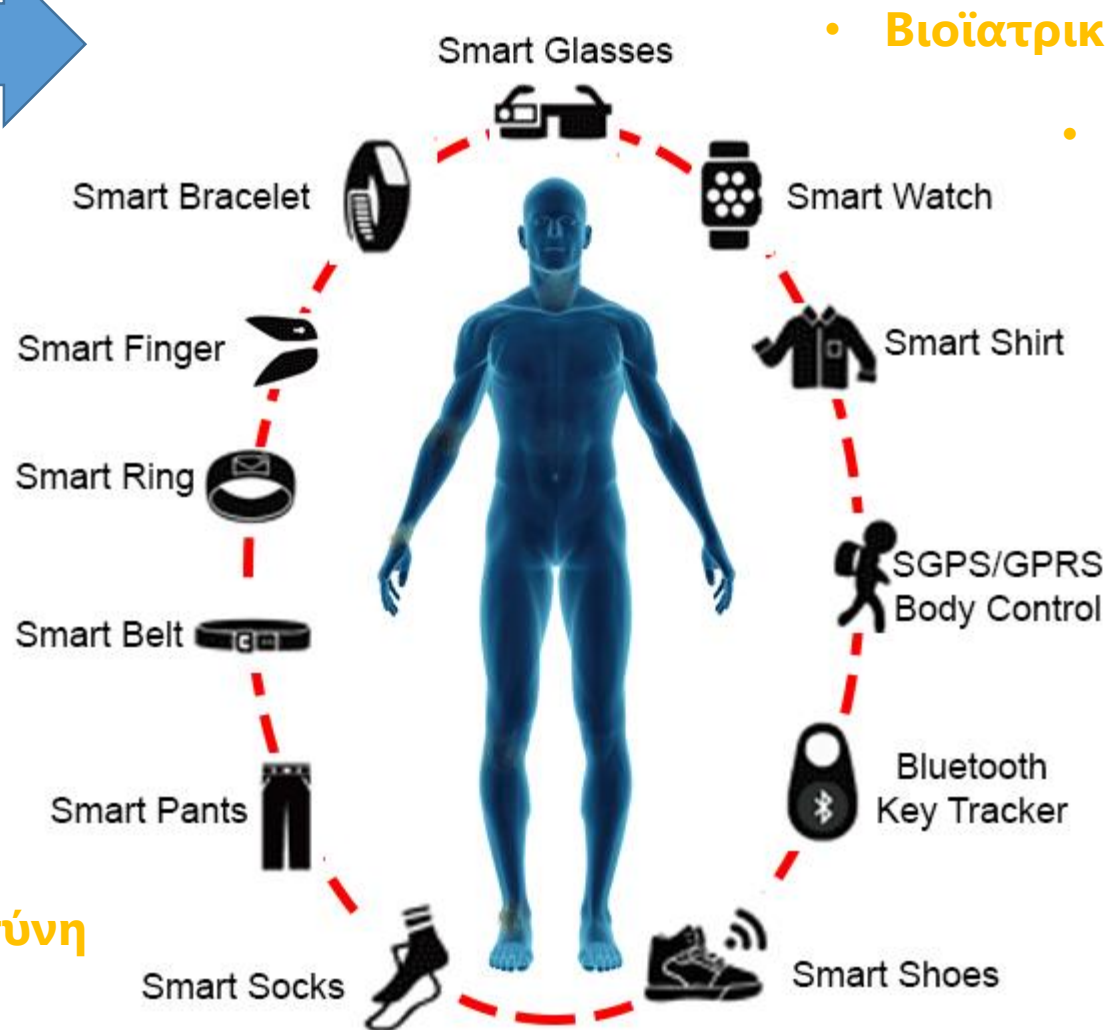 • Βιοϊατρικ
•
Smart Glasses
Smart Bracelet
Smart Watch
Smart Finger
Smart Shirt
Smart Ring
SGPS/GPRS
Body Control
Smart Belt
Bluetooth
Key Tracker
Smart Pants
ύνη
Smart Socks
Smart Shoes